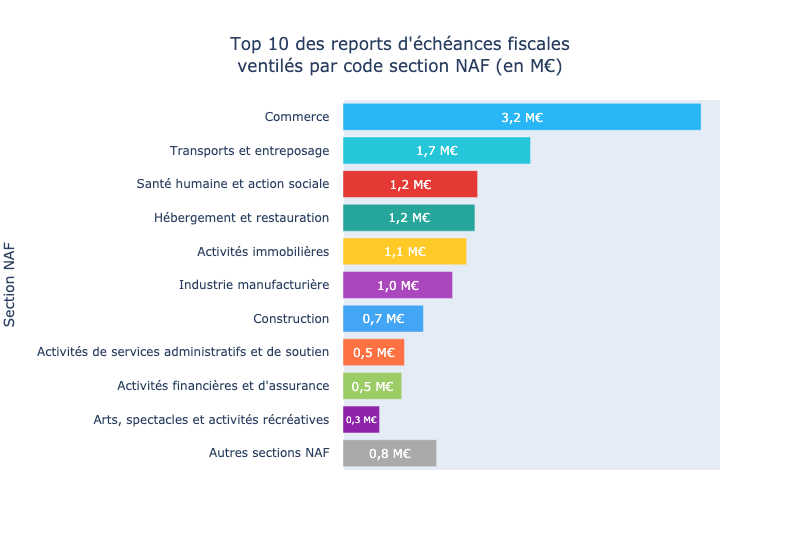 Top 10 des reports d'échéances fiscales
ventilés par code section NAF (en M€)
Section NAF
Commerce 3,2 M€
Transports et entreposage 1,7 M€
Santé humaine et action sociale 1,2 M€
Hébergement et restauration 1,2 M€
Activités immobilières 1,1 M€
Industrie manufacturière 1,0 M€
Construction 0,7 M€
Activités de services administratifs et de soutien 0,5 M€
Activités financières et d'assurance 0,5 M€
Arts, spectacles et activités récréatives 0,3 M€
Autres sections NAF 0,8 M€